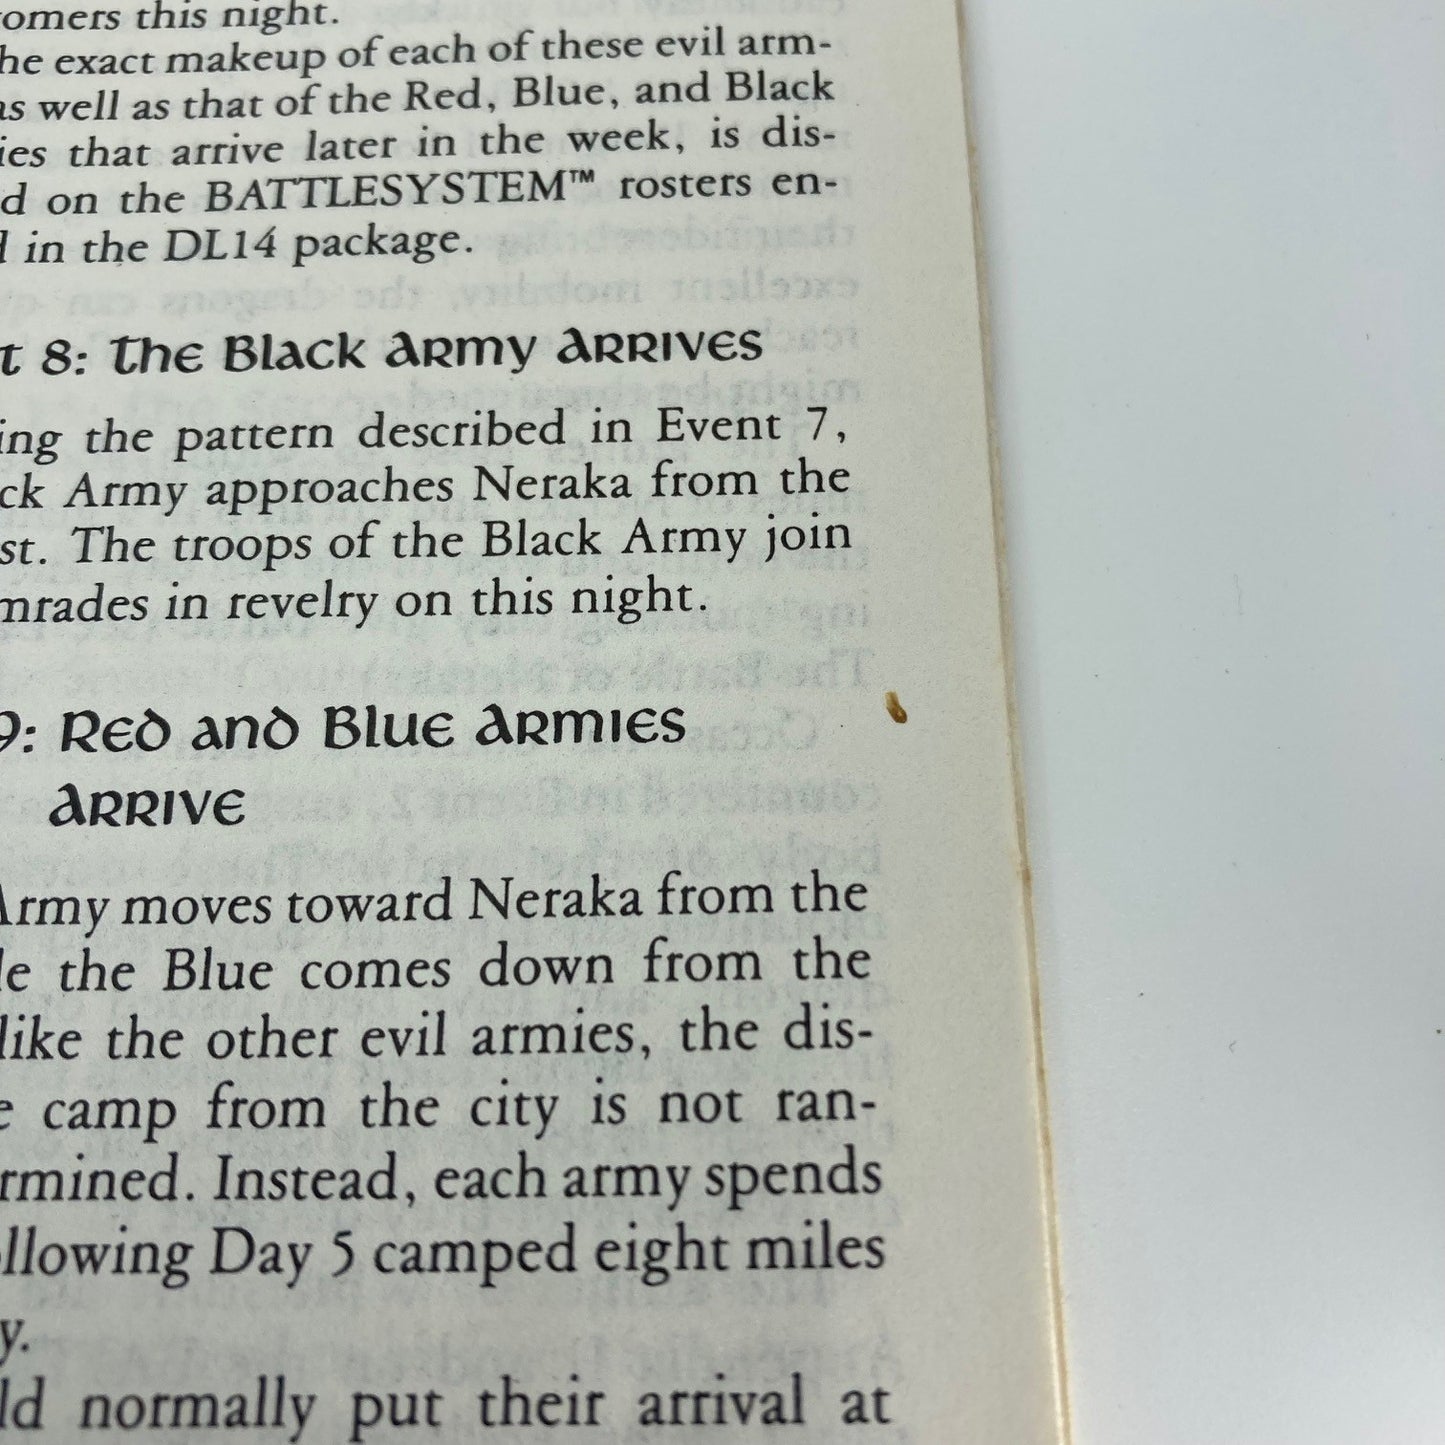 omers this night.
he exact makeup of each of these evil arm-
as well as that of the Red, Blue, and Black
ies that arrive later in the week, is dis-
d on the BATTLESYSTEM™ rosters en-
d in the DL14 package.
t 8: The Black Army Arrives
ing the pattern described in Event 7,
ck Army approaches Neraka from the
st. The troops of the Black Army join
mrades in revelry on this night.
9: Red and Blue Armies
Arrive
Army moves toward Neraka from the
le the Blue comes down from the
like the other evil armies, the dis-
e camp from the city is not ran-
rmined. Instead, each army spends
ollowing Day 5 camped eight miles
y.
ld normally put their arrival at